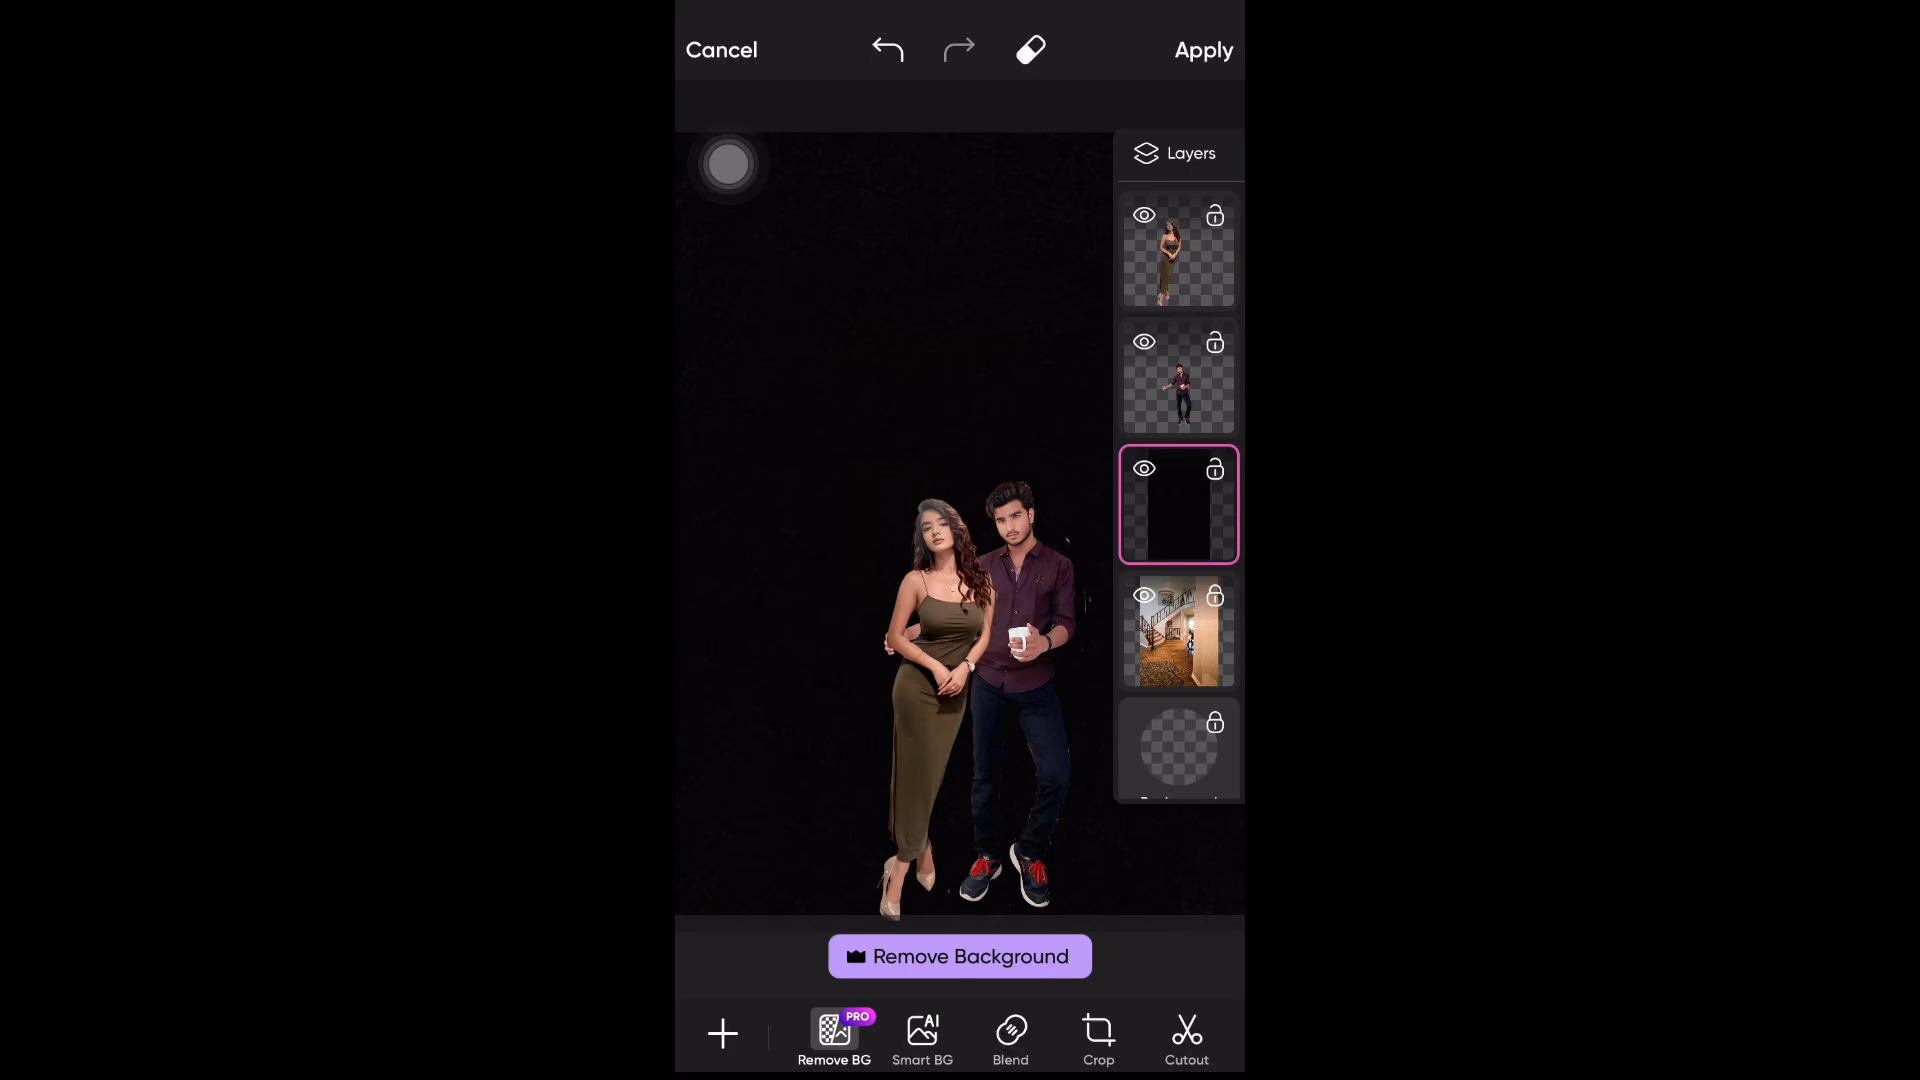 Cancel
Apply
Layers
Remove Background
PRO
AI
Remove BG
Smart BG
Blend
Crop
Cutout